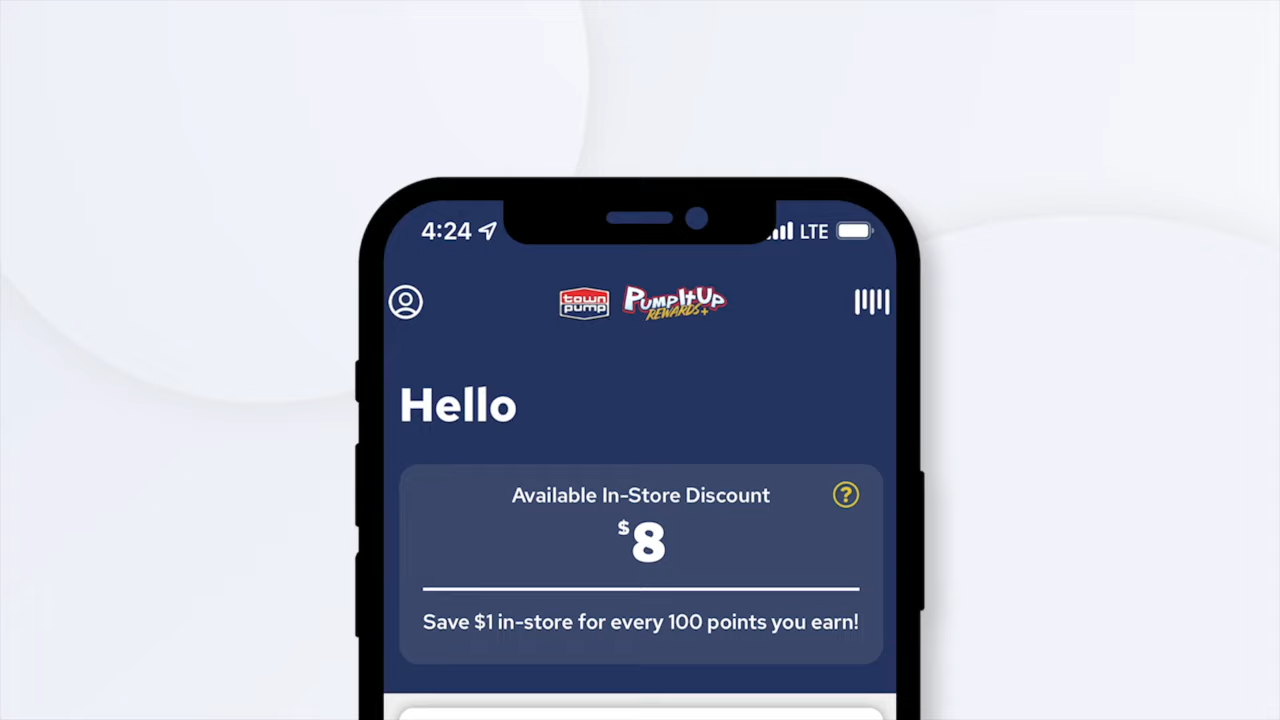 4:24 LTE
town pump PumpItUp REWARDS+
Hello
Available In-Store Discount ?
$8
Save $1 in-store for every 100 points you earn!